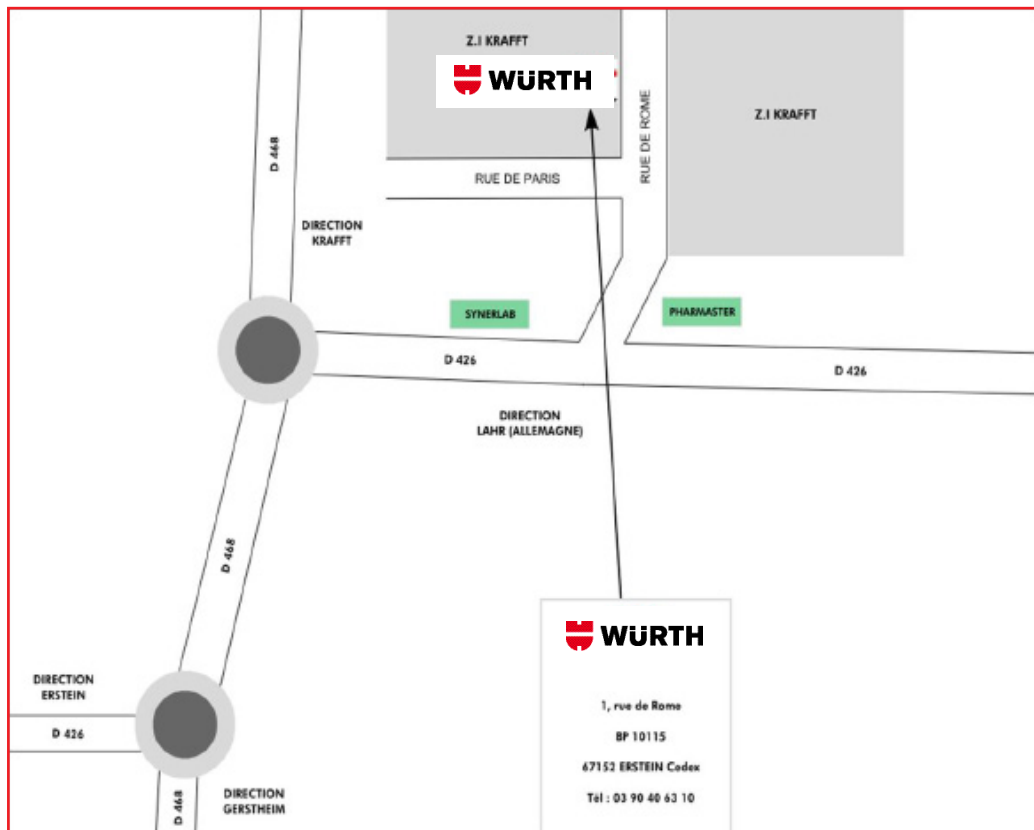 Z.I KRAFFT
WÜRTH
RUE DE ROME
Z.I KRAFFT
D 468
RUE DE PARIS
DIRECTION
KRAFFT
SYNERLAB
PHARMASTER
D 426
D 426
DIRECTION
LAHR (ALLEMAGNE)
D 468
WÜRTH
DIRECTION
ERSTEIN
D 426
1, rue de Rome
BP 10115
67152 ERSTEIN Cedex
Tél : 03 90 40 63 10
DIRECTION
GERSTHEIM
D 468